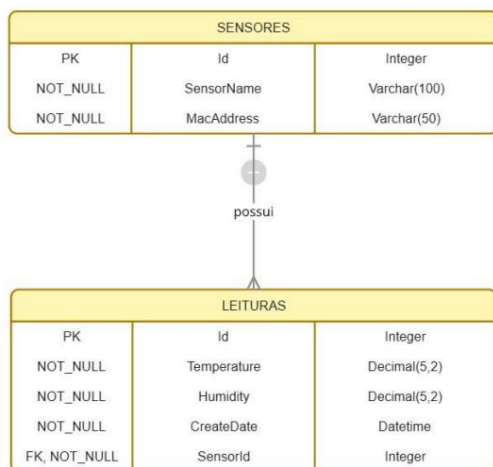 SENSORES
PK Id Integer
NOT_NULL SensorName Varchar(100)
NOT_NULL MacAddress Varchar(50)
possui
LEITURAS
PK Id Integer
NOT_NULL Temperature Decimal(5,2)
NOT_NULL Humidity Decimal(5,2)
NOT_NULL CreateDate Datetime
FK, NOT_NULL SensorId Integer